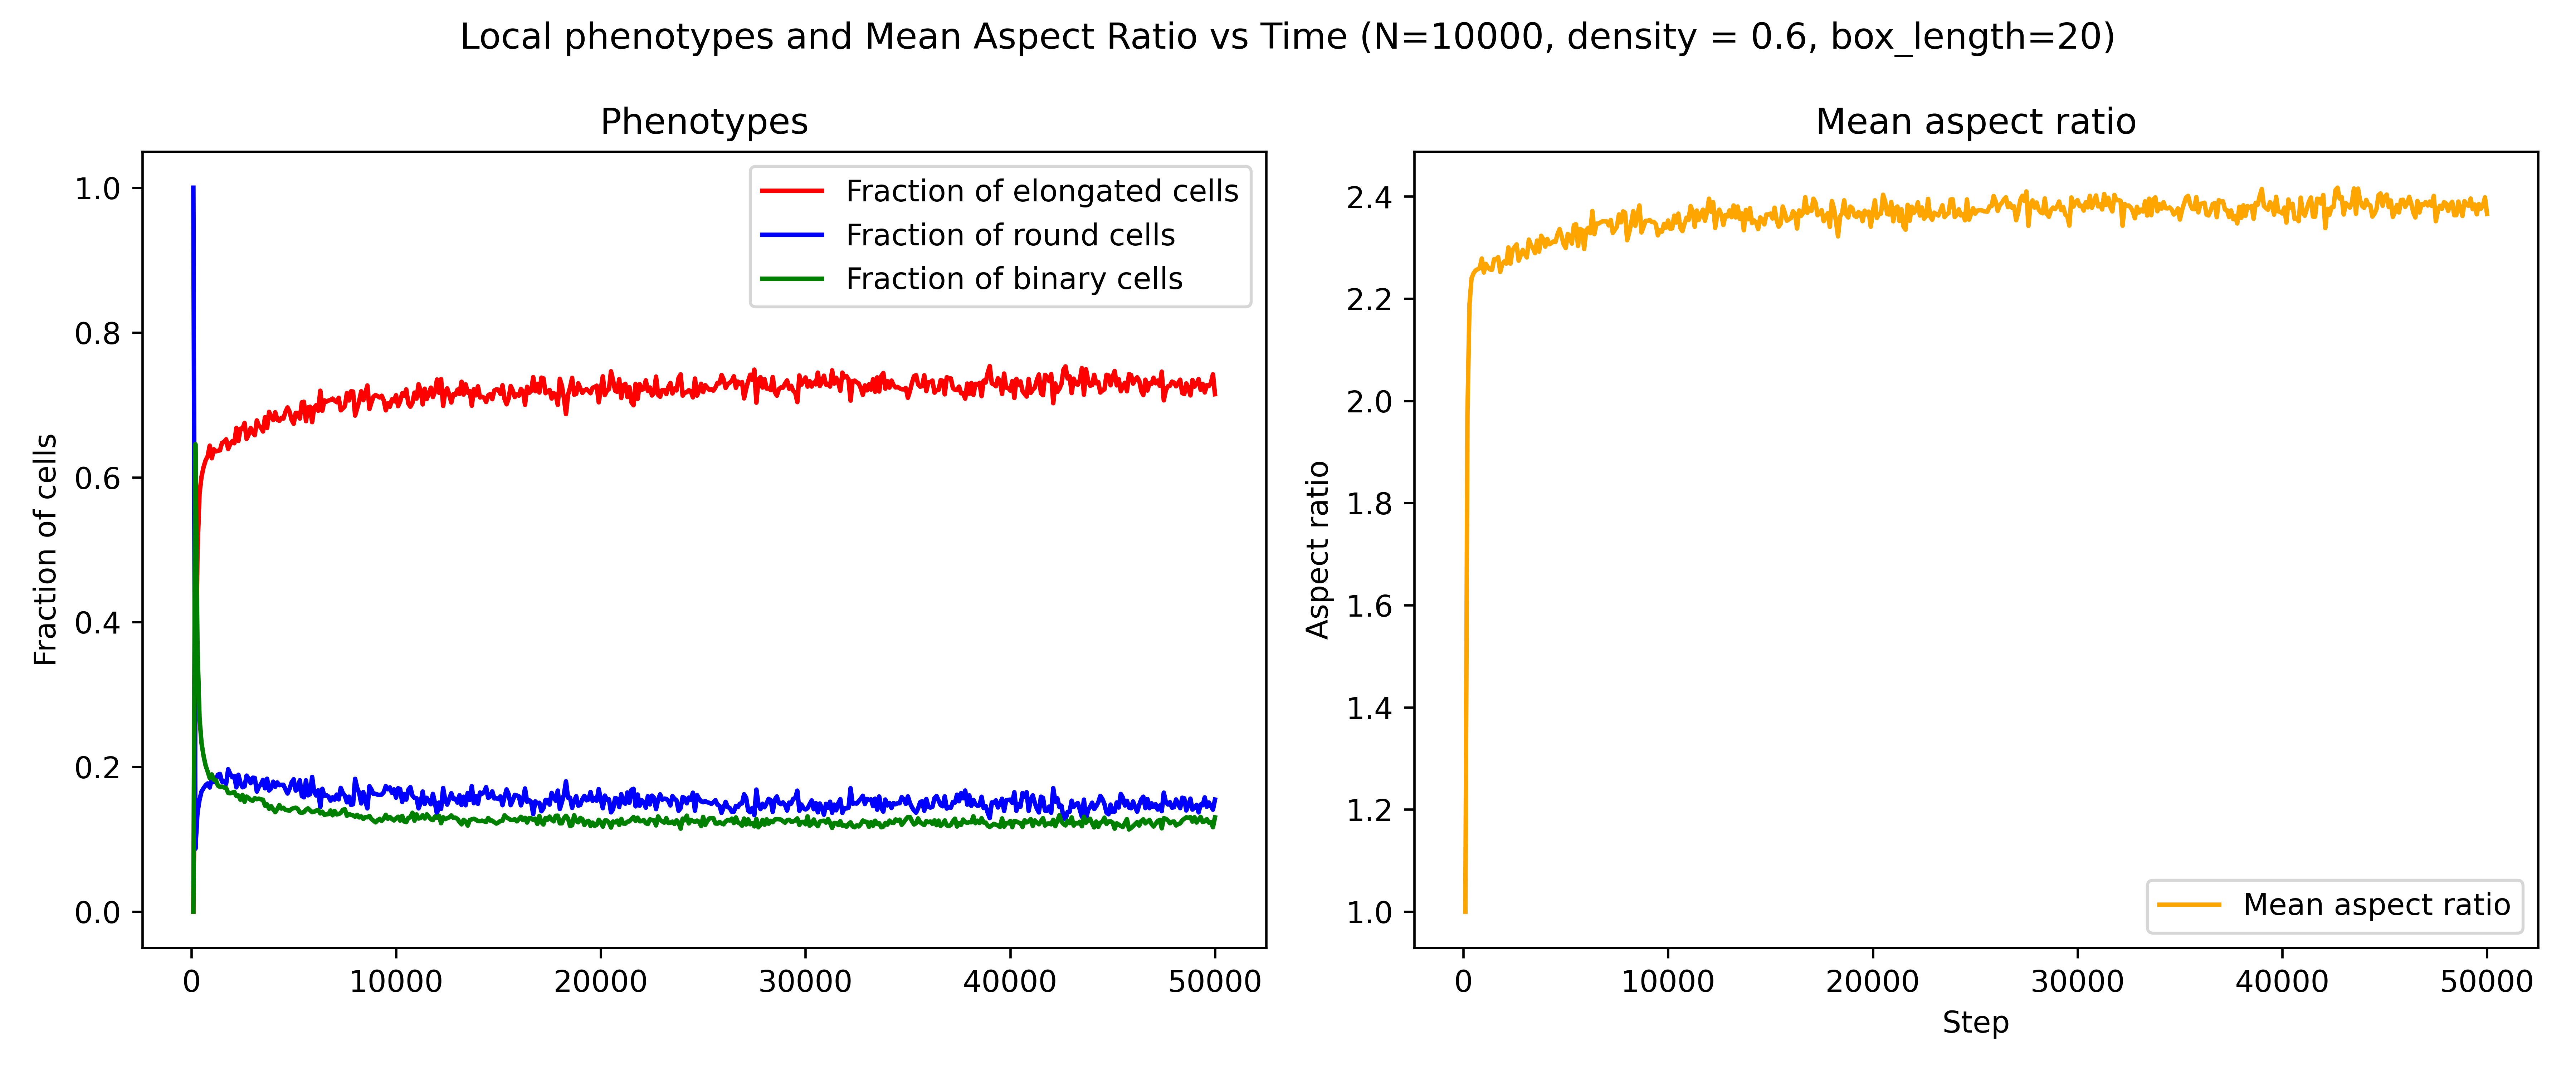 Local phenotypes and Mean Aspect Ratio vs Time (N=10000, density = 0.6, box_length=20)
Phenotypes
Fraction of cells
1.0
0.8
0.6
0.4
0.2
0.0
Fraction of elongated cells
Fraction of round cells
Fraction of binary cells
0
10000
20000
30000
40000
50000
Mean aspect ratio
Aspect ratio
2.4
2.2
2.0
1.8
1.6
1.4
1.2
1.0
Mean aspect ratio
0
10000
20000
30000
40000
50000
Step